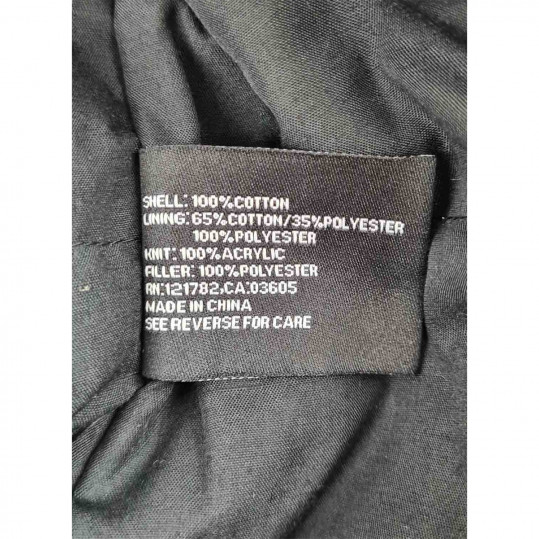 SHELL: 100%COTTON
LINING: 65%COTTON/35%POLYESTER
100%POLYESTER
KNIT: 100%ACRYLIC
FILLER: 100%POLYESTER
RN:121782,CA:03605
MADE IN CHINA
SEE REVERSE FOR CARE